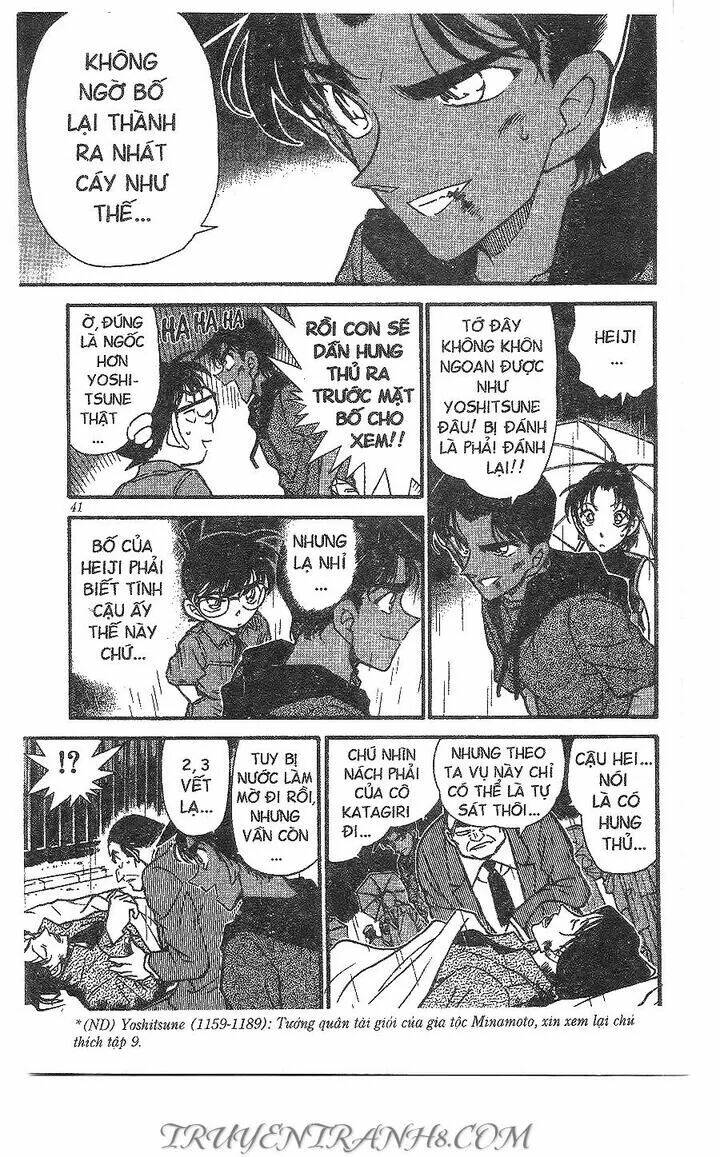 KHÔNG
NGỜ BỐ
LẠI THÀNH
RA NHÁT
CÁY NHƯ
THẾ...
HEIJI
...
TỚ ĐÂY
KHÔNG KHÔN
NGOAN ĐƯỢC
NHƯ
YOSHITSUNE
ĐÂU! BỊ ĐÁNH
LÀ PHẢI ĐÁNH
LẠI!!
RỒI CON SẼ
DẪN HUNG
THỦ RA
TRƯỚC MẶT
BỐ CHO
XEM!!
HA HA HA
Ờ, ĐÚNG
LÀ NGỐC
HƠN
YOSHI-
TSUNE
THẬT
...
41
NHƯNG
LẠ NHỈ
...
BỐ CỦA
HEIJI PHẢI
BIẾT TÍNH
CẬU ẤY
THẾ NÀY
CHỨ...
CẬU HEI...
NÓI
LÀ CÓ
HUNG
THỦ...
NHƯNG THEO
TA VỤ NÀY CHỈ
CÓ THỂ LÀ TỰ
SÁT THÔI...
CHÚ NHÌN
NÁCH PHẢI
CỦA CÔ
KATAGIRI
ĐI...
TUY BỊ
NƯỚC LÀM
MỜ ĐI RỒI,
NHƯNG
VẪN CÒN
...
2, 3
VẾT
LẠ...
!?
*(ND) Yoshitsune (1159-1189): Tướng quân tài giỏi của gia tộc Minamoto, xin xem lại chú
thích tập 9.
TRUYENTRANH8.COM